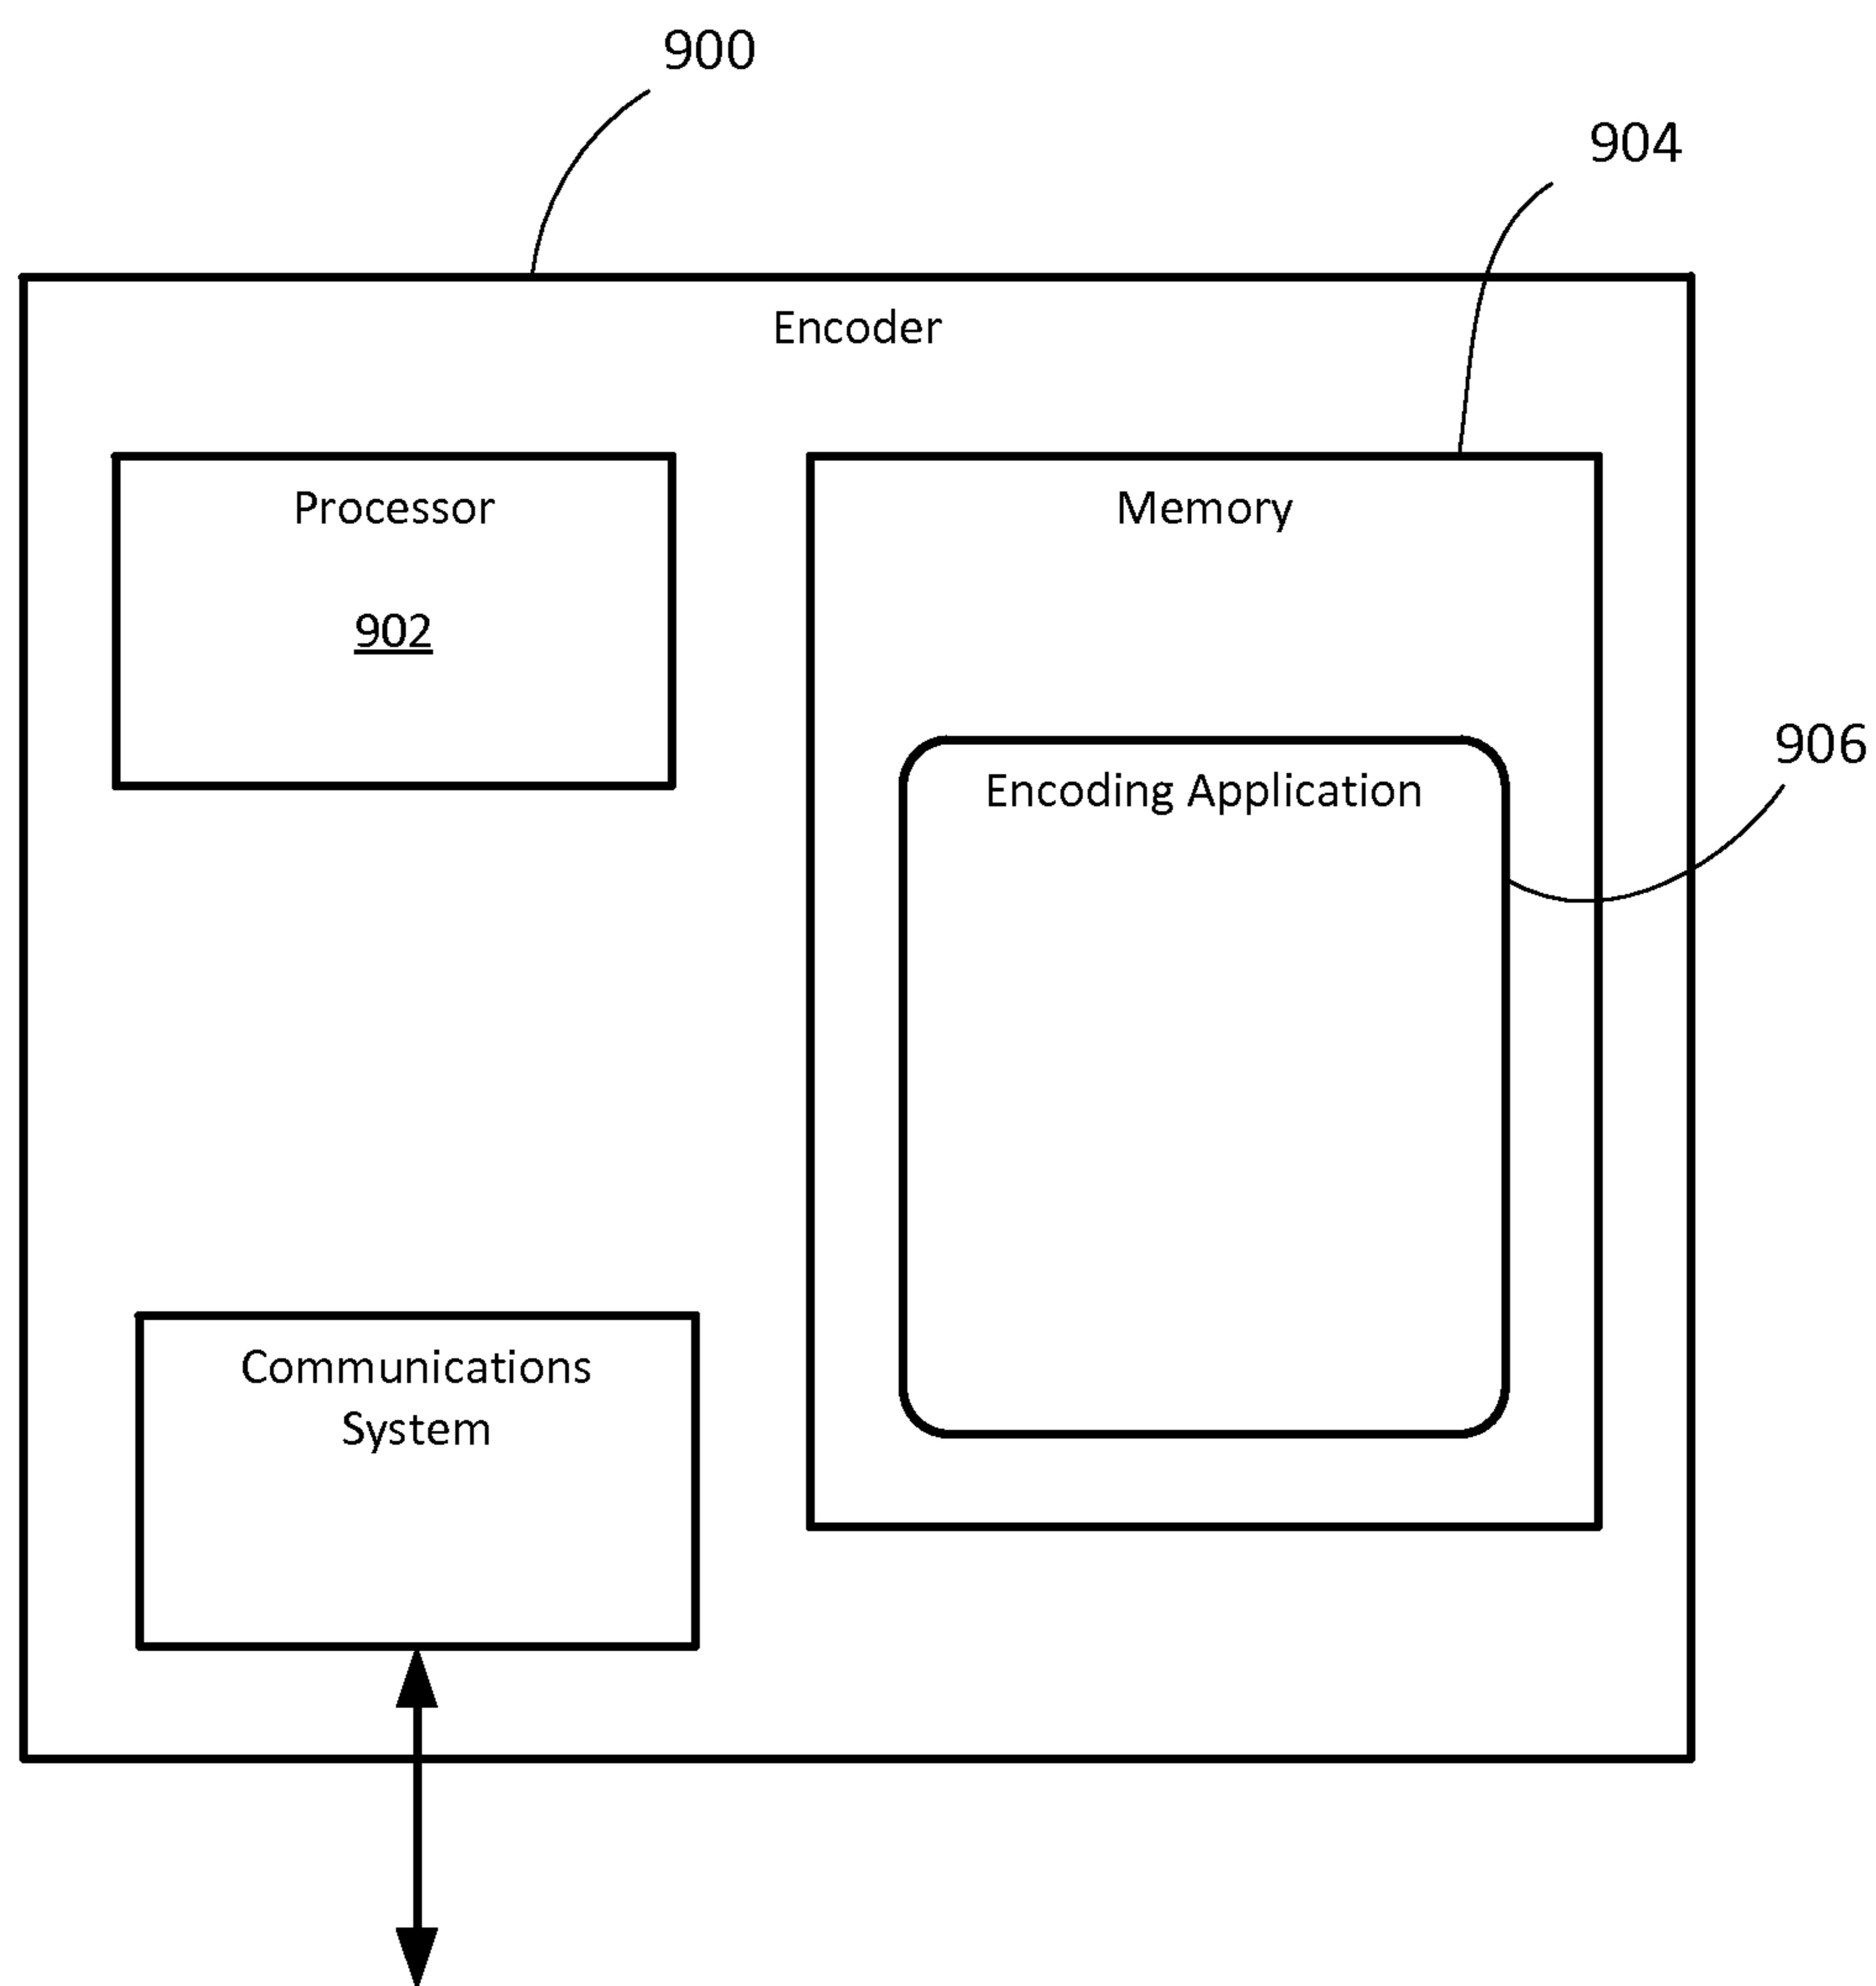 900
904
Encoder
Processor
902
Memory
906
Encoding Application
Communications
System